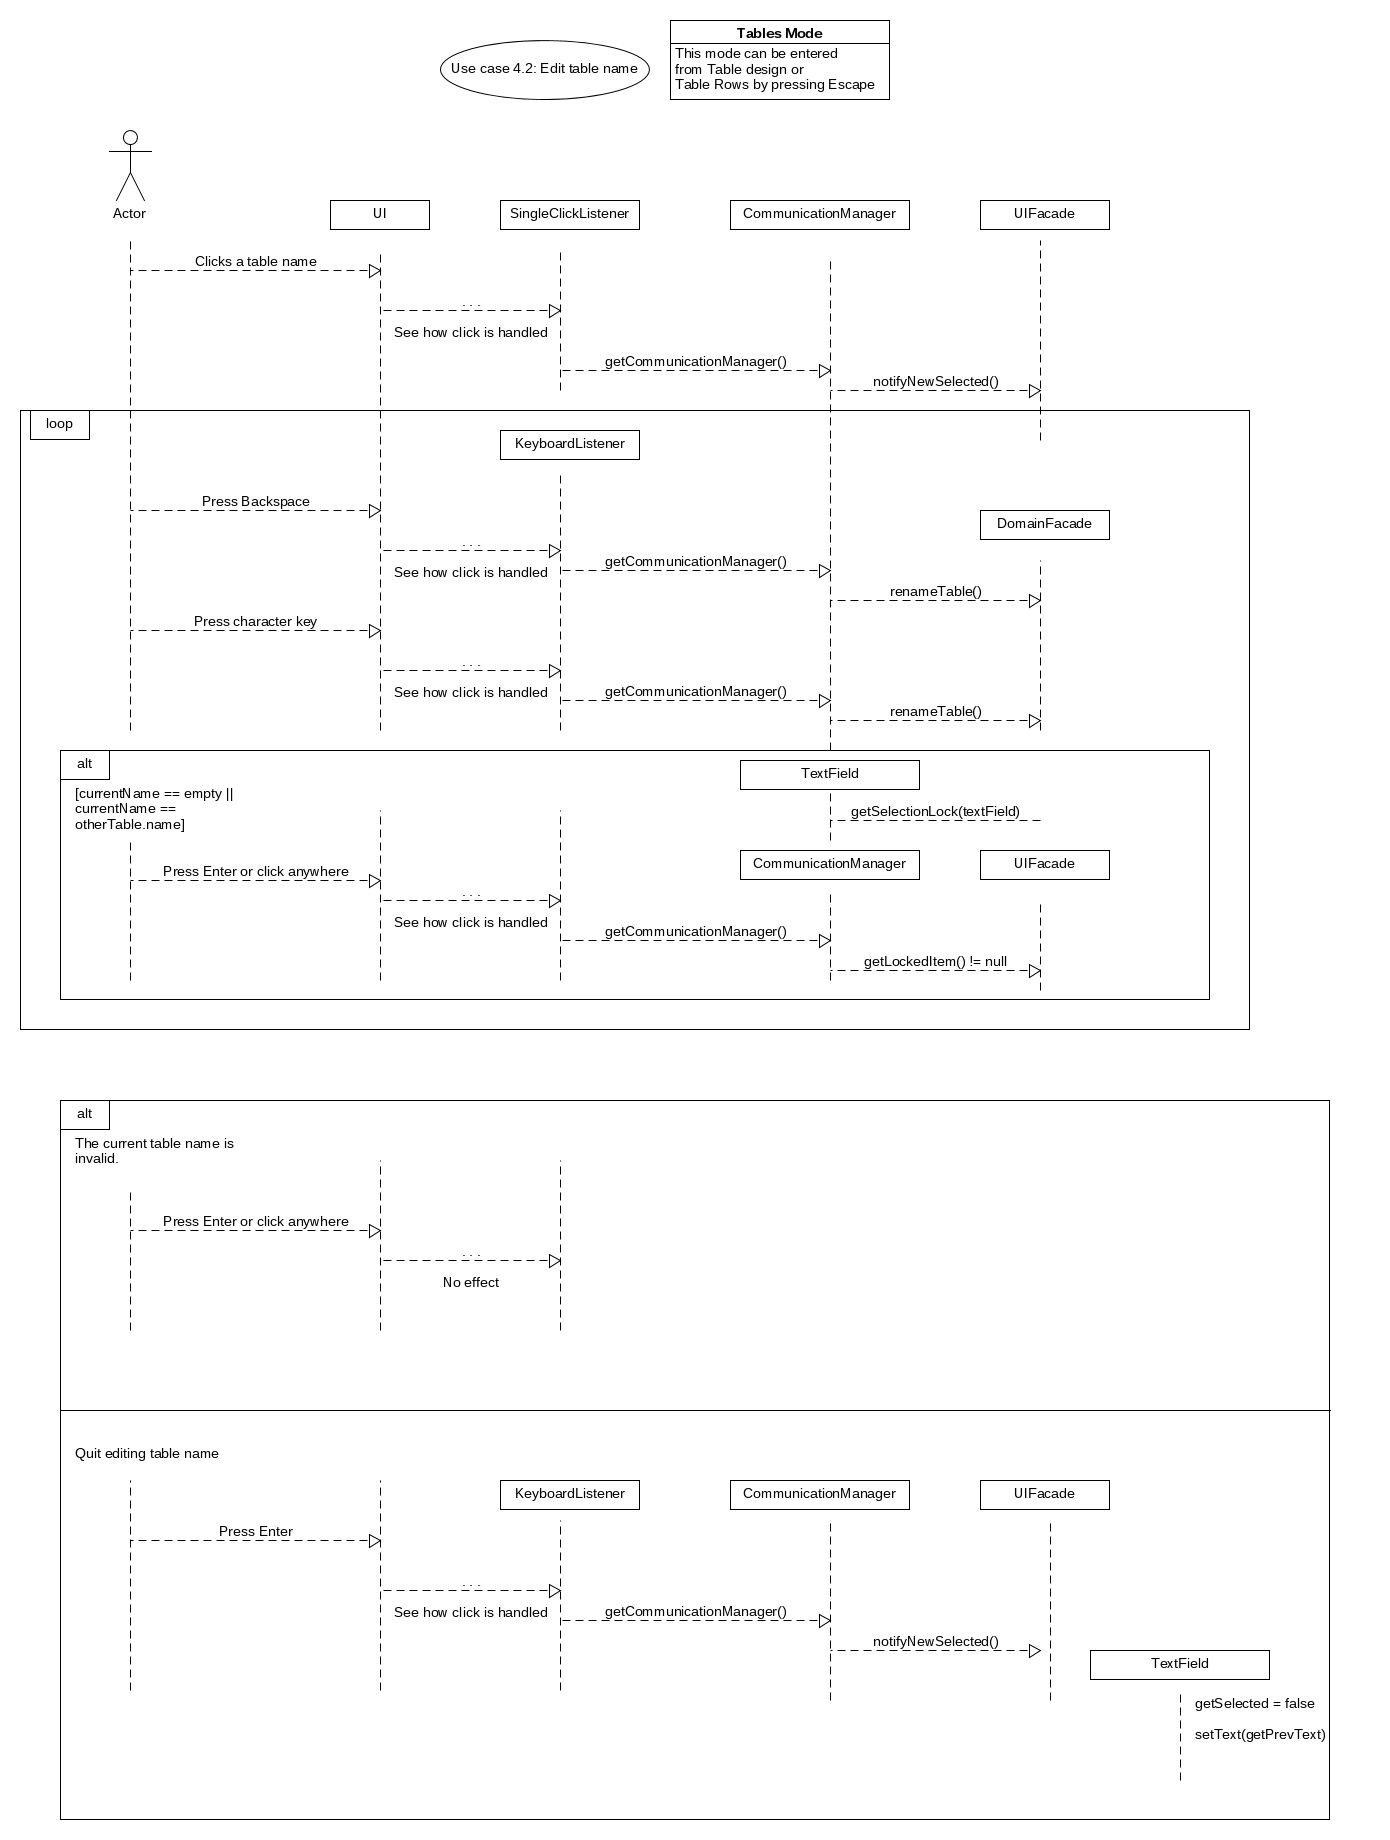 Tables Mode
Use case 4.2: Edit table name
This mode can be entered
from Table design or
Table Rows by pressing Escape
Actor
UI
SingleClickListener
CommunicationManager
UIFacade
Clicks a table name
. . .
See how click is handled
getCommunicationManager()
notifyNewSelected()
loop
KeyboardListener
Press Backspace
DomainFacade
. . .
See how click is handled
getCommunicationManager()
renameTable()
Press character key
. . .
See how click is handled
getCommunicationManager()
renameTable()
alt
TextField
[currentName == empty ||
currentName ==
otherTable.name]
getSelectionLock(textField)
CommunicationManager
UIFacade
Press Enter or click anywhere
. . .
See how click is handled
getCommunicationManager()
getLockedItem() != null
alt
The current table name is
invalid.
Press Enter or click anywhere
. . .
No effect
Quit editing table name
KeyboardListener
CommunicationManager
UIFacade
Press Enter
. . .
See how click is handled
getCommunicationManager()
notifyNewSelected()
TextField
getSelected = false
setText(getPrevText)